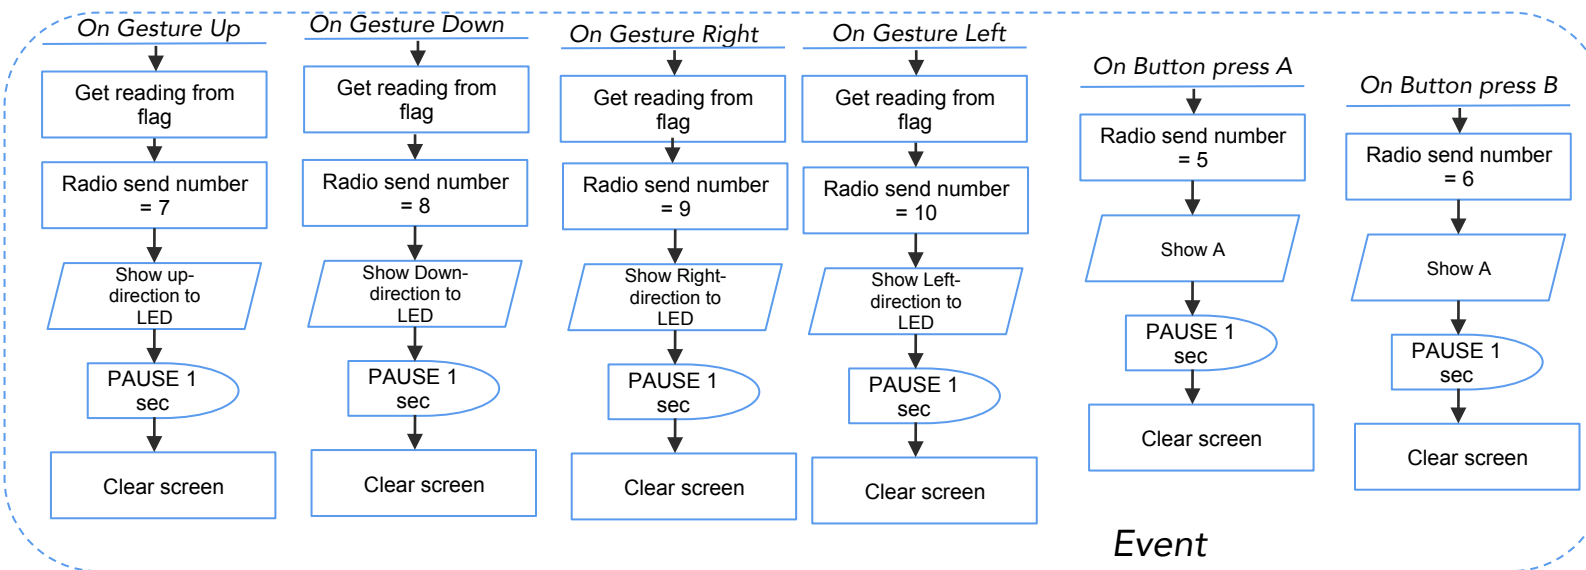 On Gesture Up
Get reading from
flag
Radio send number
= 7
Show up-
direction to
LED
PAUSE 1
sec
Clear screen
On Gesture Down
Get reading from
flag
Radio send number
= 8
Show Down-
direction to
LED
PAUSE 1
sec
Clear screen
On Gesture Right
Get reading from
flag
Radio send number
= 9
Show Right-
direction to
LED
PAUSE 1
sec
Clear screen
On Gesture Left
Get reading from
flag
Radio send number
= 10
Show Left-
direction to
LED
PAUSE 1
sec
Clear screen
On Button press A
Radio send number
= 5
Show A
PAUSE 1
sec
Clear screen
On Button press B
Radio send number
= 6
Show A
PAUSE 1
sec
Clear screen
Event